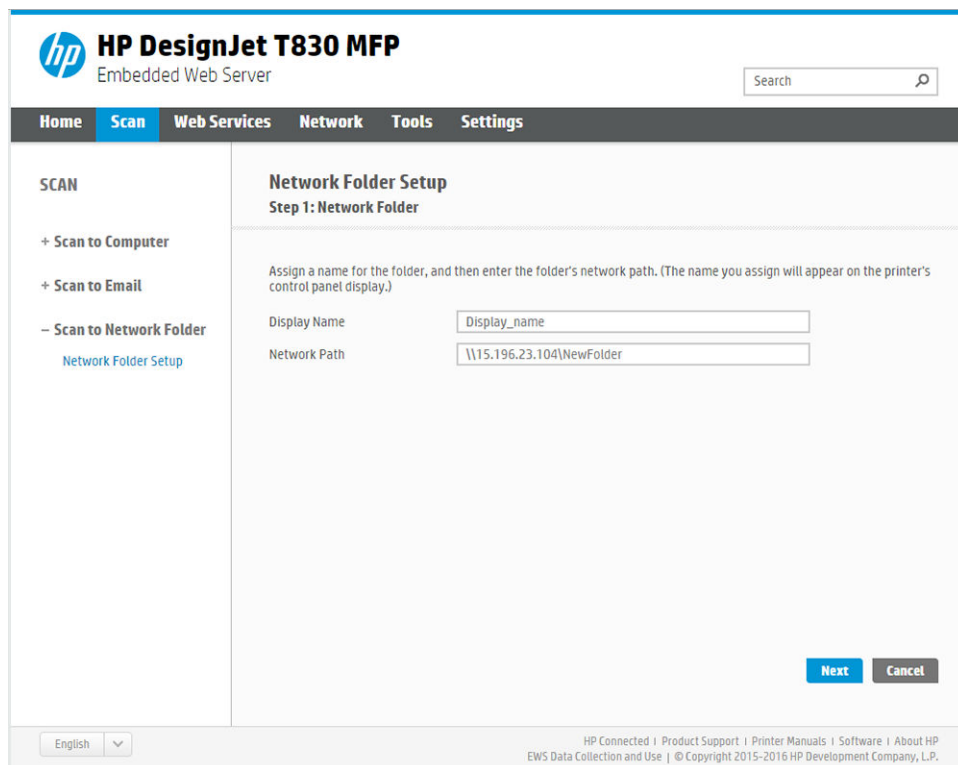 hp
HP DesignJet T830 MFP
Embedded Web Server
Search
Home Scan Web Services Network Tools Settings
SCAN
+ Scan to Computer
+ Scan to Email
– Scan to Network Folder
Network Folder Setup
Network Folder Setup
Step 1: Network Folder
Assign a name for the folder, and then enter the folder's network path. (The name you assign will appear on the printer's
control panel display.)
Display Name Display_name
Network Path \\15.196.23.104\NewFolder
Next Cancel
English
HP Connected | Product Support | Printer Manuals | Software | About HP
EWS Data Collection and Use | © Copyright 2015-2016 HP Development Company, L.P.